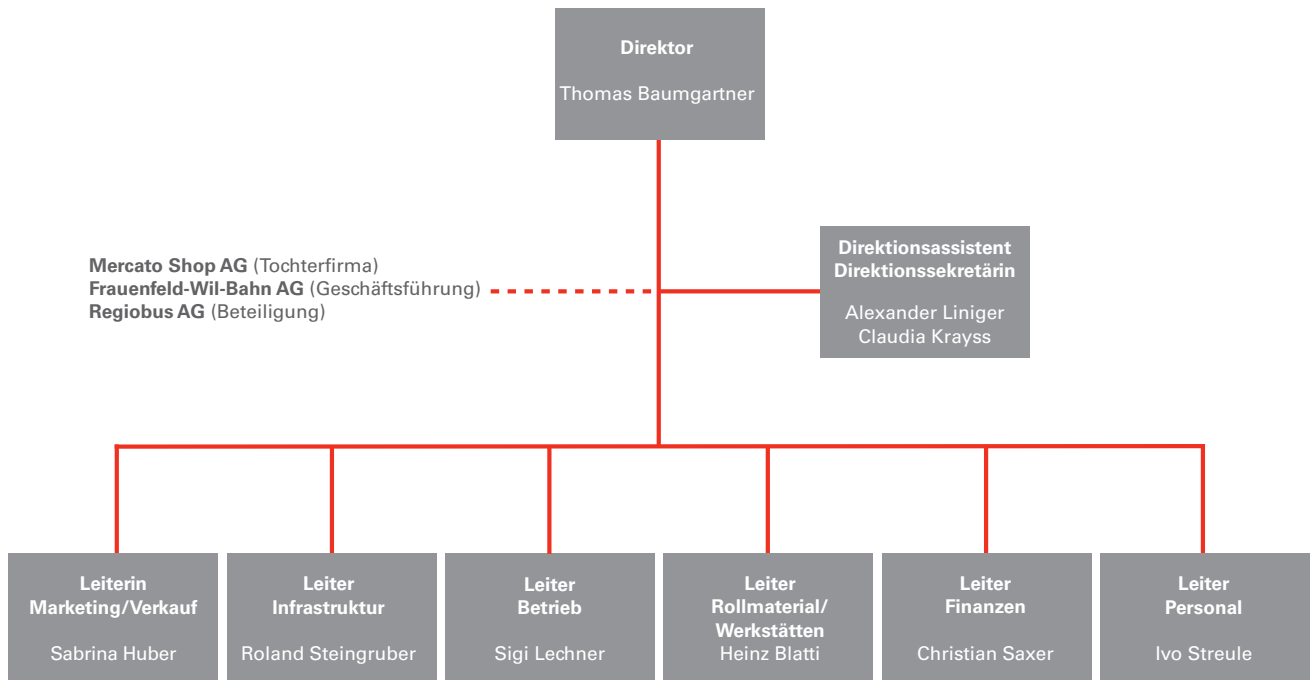 Direktor
Thomas Baumgartner
Mercato Shop AG (Tochterfirma)
Frauenfeld-Wil-Bahn AG (Geschäftsführung)
Regiobus AG (Beteiligung)
Direktionsassistent
Direktionssekretärin
Alexander Liniger
Claudia Krayss
Leiterin
Marketing/Verkauf
Sabrina Huber
Leiter
Infrastruktur
Roland Steingruber
Leiter
Betrieb
Sigi Lechner
Leiter
Rollmaterial/
Werkstätten
Heinz Blatti
Leiter
Finanzen
Christian Saxer
Leiter
Personal
Ivo Streule